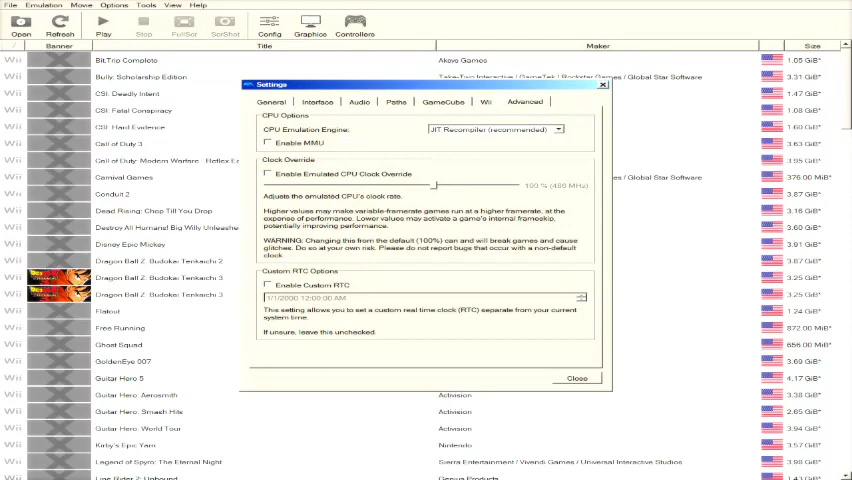 File Emulation Movie Options Tools View Help
Open Refresh Play Stop FullScr ScrShot Config Graphics Controllers
Banner Title Maker Size
Wii Bit.Trip Complete Aksys Games 1.05 GiB*
Wii Bully: Scholarship Edition Take-Two Interactive / GameTek / Rockstar Games / Global Star Software 3.31 GiB*
Wii CSI: Deadly Intent 1.47 GiB*
Wii CSI: Fatal Conspiracy 1.08 GiB*
Wii CSI: Hard Evidence 1.60 GiB*
Wii Call of Duty 3 3.63 GiB*
Wii Call of Duty: Modern Warfare - Reflex Ec 3.95 GiB*
Wii Carnival Games / Global Star Software 376.00 MiB*
Wii Conduit 2 3.87 GiB*
Wii Dead Rising: Chop Till You Drop 3.16 GiB*
Wii Destroy All Humans! Big Willy Unleashed 3.60 GiB*
Wii Disney Epic Mickey 3.91 GiB*
Wii Dragon Ball Z: Budokai Tenkaichi 2 3.87 GiB*
Wii Dragon Ball Z: Budokai Tenkaichi 3 3.25 GiB*
Wii Dragon Ball Z: Budokai Tenkaichi 3 3.25 GiB*
Wii Flatout 1.24 GiB*
Wii Free Running 872.00 MiB*
Wii Ghost Squad 656.00 MiB*
Wii GoldenEye 007 3.69 GiB*
Wii Guitar Hero 5 4.17 GiB*
Wii Guitar Hero: Aerosmith Activision 3.38 GiB*
Wii Guitar Hero: Smash Hits Activision 2.65 GiB*
Wii Guitar Hero: World Tour Activision 3.94 GiB*
Wii Kirby's Epic Yarn Nintendo 3.57 GiB*
Wii Legend of Spyro: The Eternal Night Sierra Entertainment / Vivendi Games / Universal Interactive Studios 3.98 GiB*
Wii Line Rider 2: Unbound Genius Products 1.43 GiB*
Settings
General Interface Audio Paths GameCube Wii Advanced
CPU Options
CPU Emulation Engine: JIT Recompiler (recommended)
Enable MMU
Clock Override
Enable Emulated CPU Clock Override
100 % (486 MHz)
Adjusts the emulated CPU's clock rate.
Higher values may make variable-framerate games run at a higher framerate, at the
expense of performance. Lower values may activate a game's internal frameskip,
potentially improving performance.
WARNING: Changing this from the default (100%) can and will break games and cause
glitches. Do so at your own risk. Please do not report bugs that occur with a non-default
clock.
Custom RTC Options
Enable Custom RTC
1/1/2000 12:00:00 AM
This setting allows you to set a custom real time clock (RTC) separate from your current
system time.
If unsure, leave this unchecked.
Close